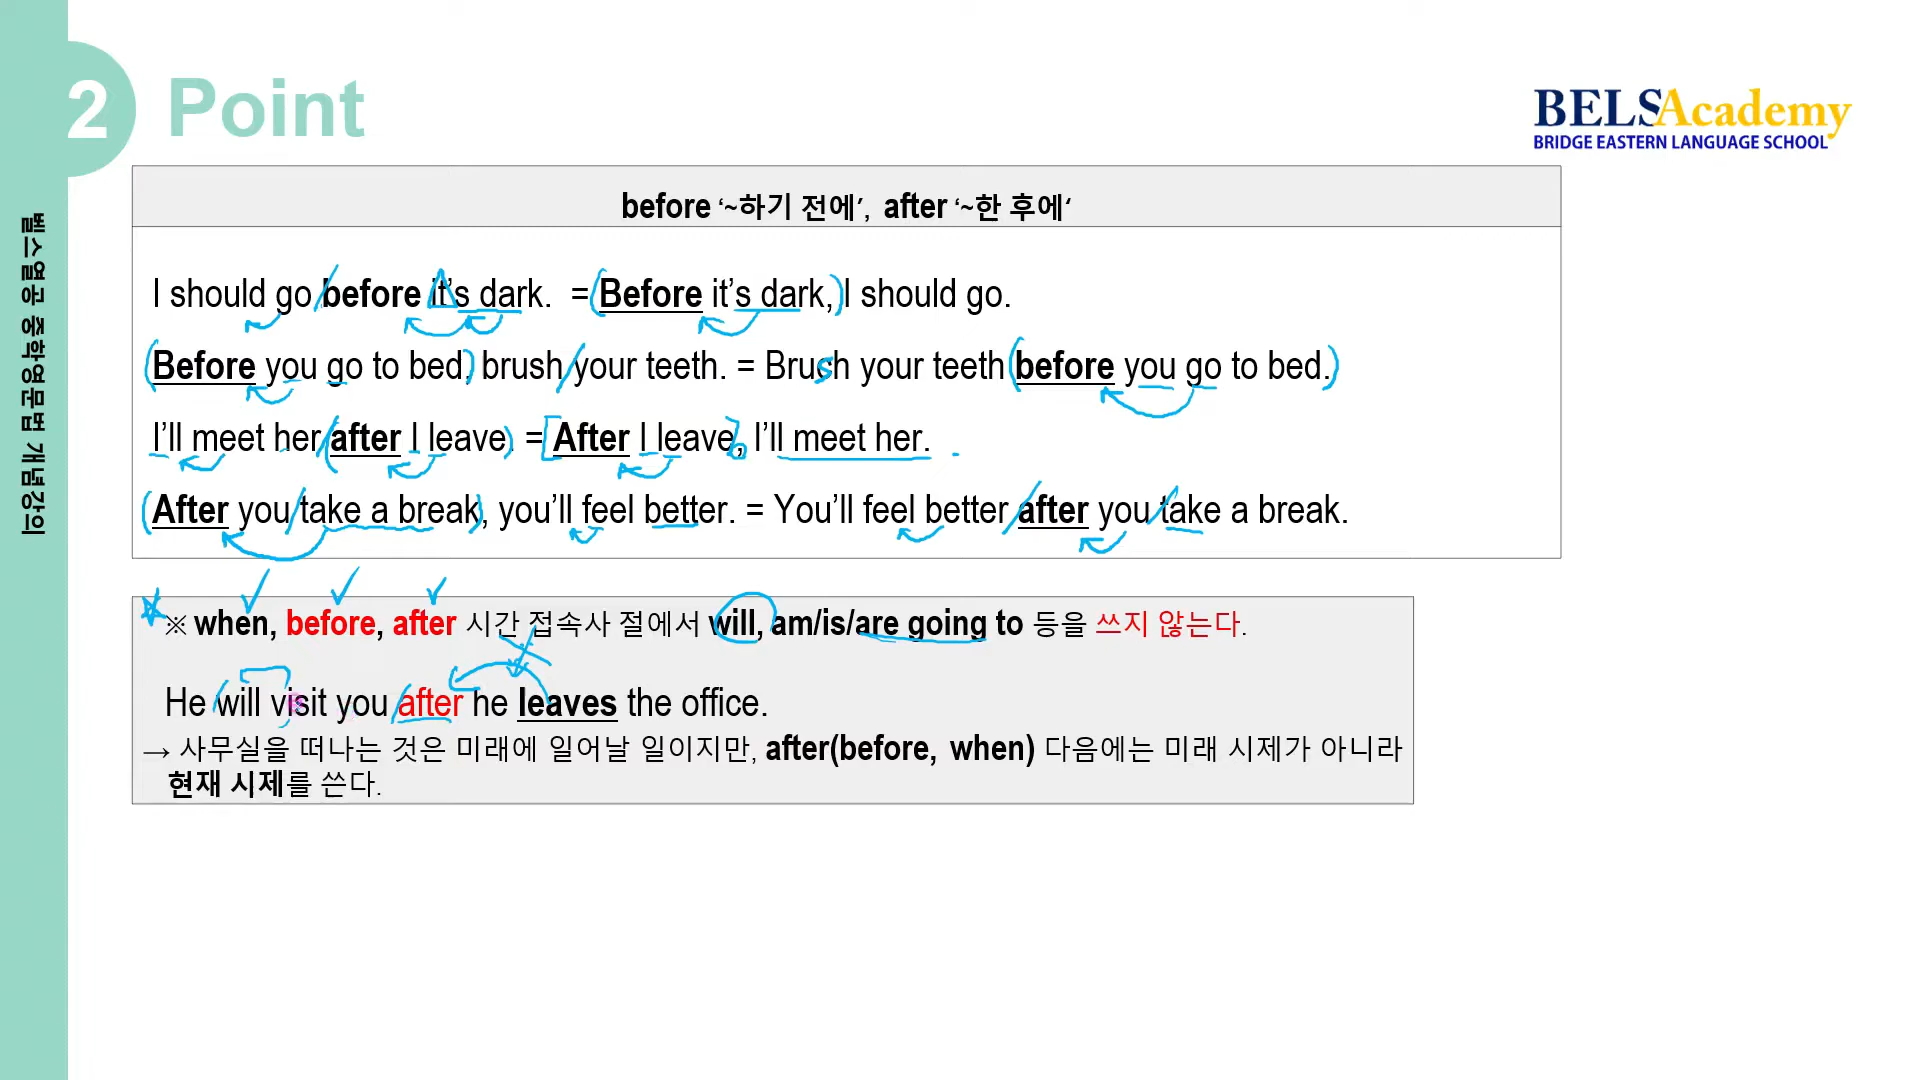 2 Point
BELSAcademy
BRIDGE EASTERN LANGUAGE SCHOOL
벨스열공 중학영문법 개념강의
before ‘~하기 전에’, after ‘~한 후에‘
I should go before it’s dark. = Before it’s dark, I should go.
Before you go to bed, brush your teeth. = Brush your teeth before you go to bed.
I’ll meet her after I leave. = After I leave, I’ll meet her.
After you take a break, you’ll feel better. = You’ll feel better after you take a break.
※ when, before, after 시간 접속사 절에서 will, am/is/are going to 등을 쓰지 않는다.
He will visit you after he leaves the office.
→ 사무실을 떠나는 것은 미래에 일어날 일이지만, after(before, when) 다음에는 미래 시제가 아니라
현재 시제를 쓴다.